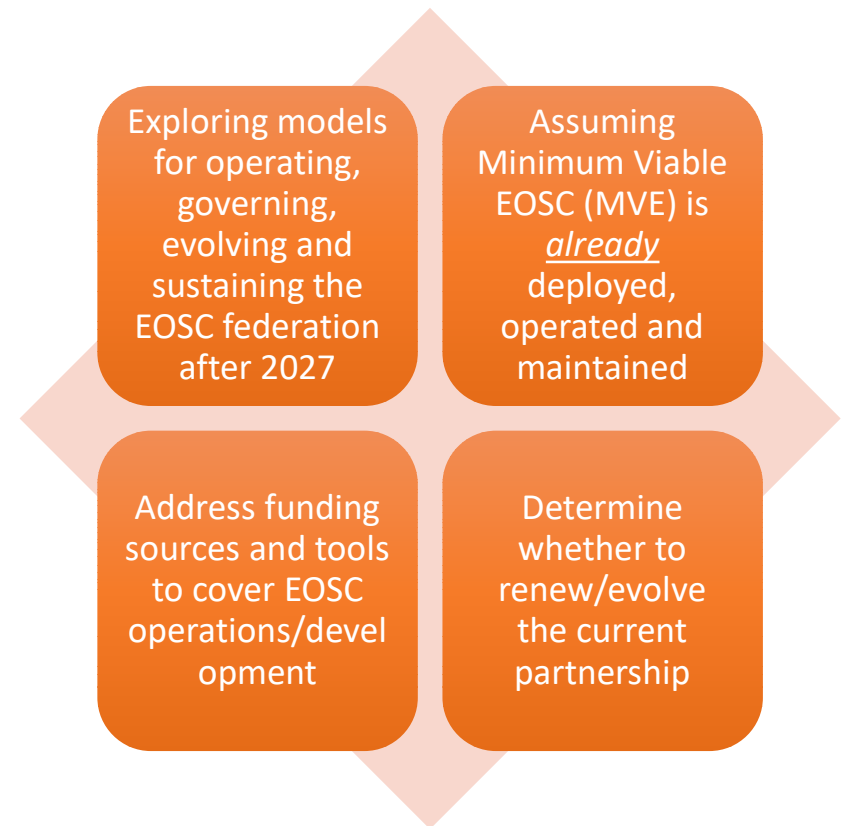 Exploring models
for operating,
governing,
evolving and
sustaining the
EOSC federation
after 2027
Assuming
Minimum Viable
EOSC (MVE) is
already
deployed,
operated and
maintained
Address funding
sources and tools
to cover EOSC
operations/devel
opment
Determine
whether to
renew/evolve
the current
partnership